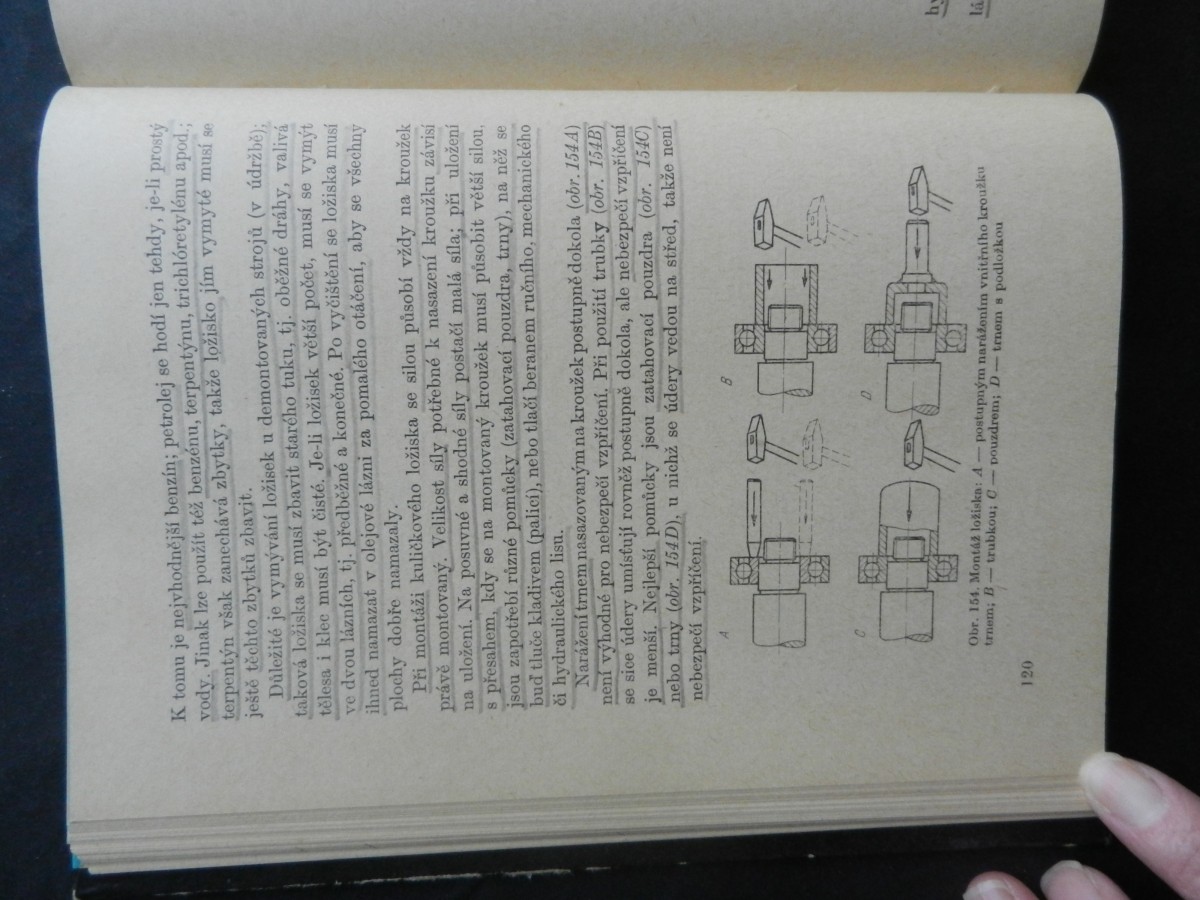 K tomu je nejvhodnější benzín; petrolej se hodí jen tehdy, je-li prostý
vody. Jinak lze použít též benzénu, terpentýnu, trichlóretylénu apod.;
terpentýn však zanechává zbytky, takže ložisko jím vymyté musí se
ještě těchto zbytků zbavit.
Důležité je vymývání ložisek u demontovaných strojů (v údržbě);
taková ložiska se musí zbavit starého tuku, tj. oběžné dráhy, valivá
tělesa i klec musí být čisté. Je-li ložisek větší počet, musí se vymýt
ve dvou lázních, tj. předběžné a konečné. Po vyčištění se ložiska musí
ihned namazat v olejové lázni za pomalého otáčení, aby se všechny
plochy dobře namazaly.
Při montáži kuličkového ložiska se silou působí vždy na kroužek
právě montovaný. Velikost síly potřebné k nasazení kroužku závisí
na uložení. Na posuvné a shodné síly postačí malá síla; při uložení
s přesahem, kdy se na montovaný kroužek musí působit větší silou,
jsou zapotřebí různé pomůcky (zatahovací pouzdra, trny), na něž se
buď tluče kladivem (palicí), nebo tlačí beranem ručního, mechanického
či hydraulického lisu.
Narážení trnem nasazovaným na kroužek postupně dokola (obr. 154A)
není výhodné pro nebezpečí vzpříčení. Při použití trubky (obr. 154B)
se sice údery umístují rovněž postupně dokola, ale nebezpečí vzpříčení
je menší. Nejlepší pomůcky jsou zatahovací pouzdra (obr. 154C)
nebo trny (obr. 154D), u nichž se údery vedou na střed, takže není
nebezpečí vzpříčení.
A
B
C
D
Obr. 154. Montáž ložiska: A — postupným narážením vnitřního kroužku
trnem; B — trubkou; C — pouzdrem; D — trnem s podložkou
120
hy
lá